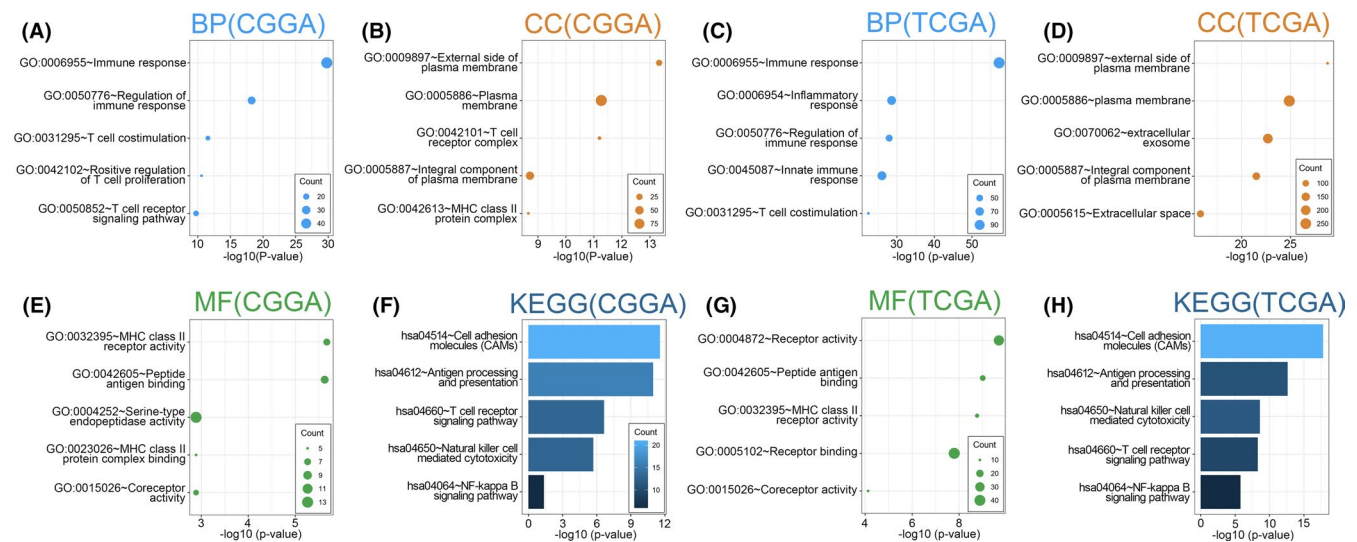 (A)
BP(CGGA)
GO:0006955~Immune response
GO:0050776~Regulation of
immune response
GO:0031295~T cell costimulation
GO:0042102~Rositive regulation
of T cell proliferation
GO:0050852~T cell receptor
signaling pathway
Count
20
30
40
10 15 20 25 30
-log10(P-value)
(B)
CC(CGGA)
GO:0009897~External side of
plasma membrane
GO:0005886~Plasma
membrane
GO:0042101~T cell
receptor complex
GO:0005887~Integral component
of plasma membrane
GO:0042613~MHC class II
protein complex
Count
25
50
75
9 10 11 12 13
-log10(P-value)
(C)
BP(TCGA)
GO:0006955~Immune response
GO:0006954~Inflammatory
response
GO:0050776~Regulation of
immune response
GO:0045087~Innate immune
response
GO:0031295~T cell costimulation
Count
50
70
90
30 40 50
-log10 (p-value)
(D)
CC(TCGA)
GO:0009897~external side of
plasma membrane
GO:0005886~plasma membrane
GO:0070062~extracellular
exosome
GO:0005887~Integral component
of plasma membrane
GO:0005615~Extracellular space
Count
100
150
200
250
20 25
-log10 (p-value)
(E)
MF(CGGA)
GO:0032395~MHC class II
receptor activity
GO:0042605~Peptide
antigen binding
GO:0004252~Serine-type
endopeptidase activity
GO:0023026~MHC class II
protein complex binding
GO:0015026~Coreceptor
activity
Count
5
7
9
11
13
3 4 5
-log10 (p-value)
(F)
KEGG(CGGA)
hsa04514~Cell adhesion
molecules (CAMs)
hsa04612~Antigen processing
and presentation
hsa04660~T cell receptor
signaling pathway
hsa04650~Natural killer cell
mediated cytotoxicity
hsa04064~NF-kappa B
signaling pathway
Count
20
15
10
0 3 6 9 12
-log10 (p-value)
(G)
MF(TCGA)
GO:0004872~Receptor activity
GO:0042605~Peptide antigen
binding
GO:0032395~MHC class II
receptor activity
GO:0005102~Receptor binding
GO:0015026~Coreceptor activity
Count
10
20
30
40
4 6 8
-log10 (p-value)
(H)
KEGG(TCGA)
hsa04514~Cell adhesion
molecules (CAMs)
hsa04612~Antigen processing
and presentation
hsa04650~Natural killer cell
mediated cytotoxicity
hsa04660~T cell receptor
signaling pathway
hsa04064~NF-kappa B
signaling pathway
0 5 10 15
-log10 (p-value)